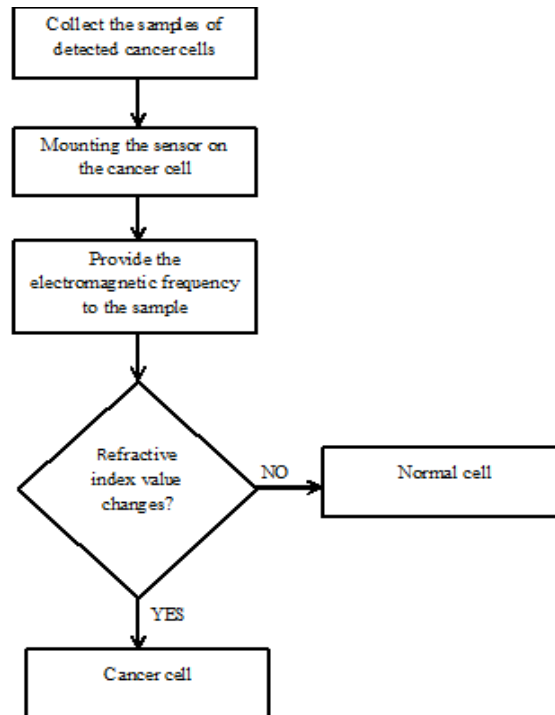 Collect the samples of
detected cancer cells
Mounting the sensor on
the cancer cell
Provide the
electromagnetic frequency
to the sample
Refractive
index value
changes?
NO
Normal cell
YES
Cancer cell